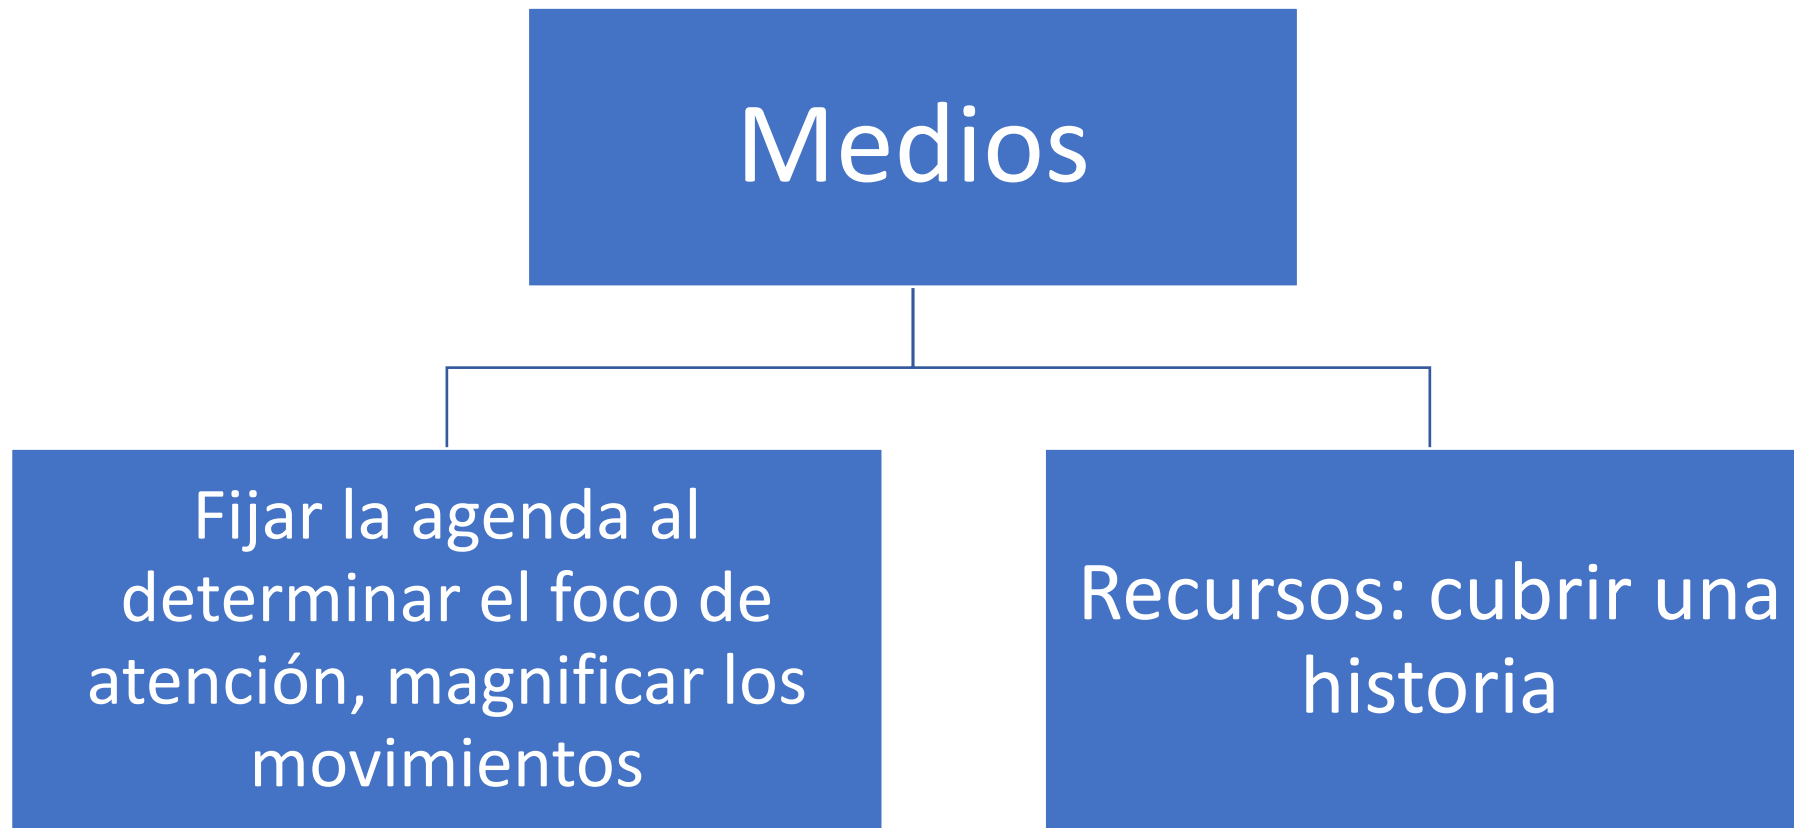 Medios
Fijar la agenda al
determinar el foco de
atención, magnificar los
movimientos
Recursos: cubrir una
historia